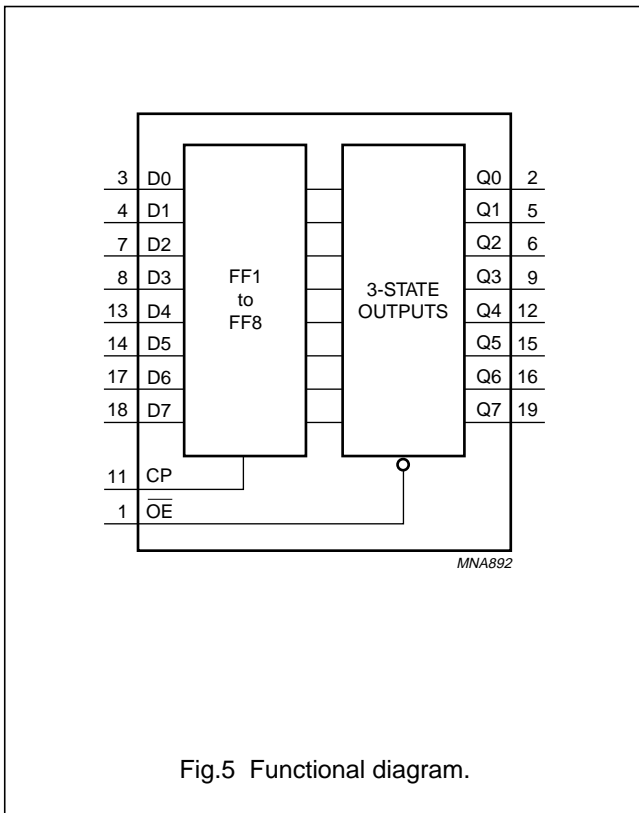 3 D0 Q0 2
4 D1 Q1 5
7 D2 Q2 6
8 D3 Q3 9
13 D4 Q4 12
14 D5 Q5 15
17 D6 Q6 16
18 D7 Q7 19
FF1
to
FF8
3-STATE
OUTPUTS
11 CP
1 O̅E̅
MNA892
Fig.5 Functional diagram.